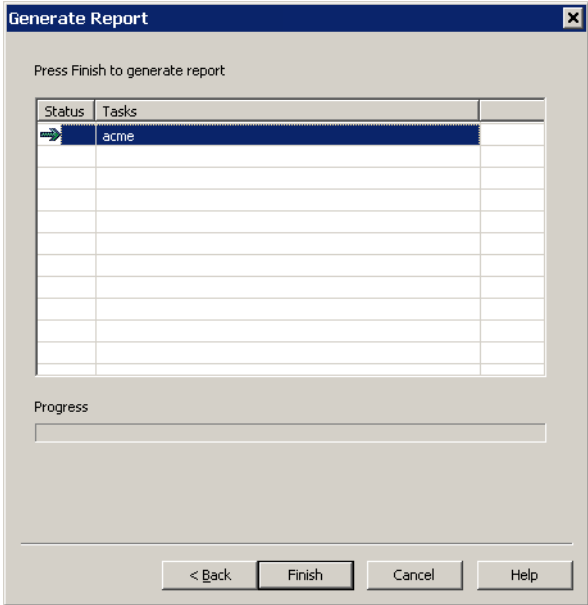 Generate Report
Press Finish to generate report
Status Tasks
acme
Progress
< Back Finish Cancel Help